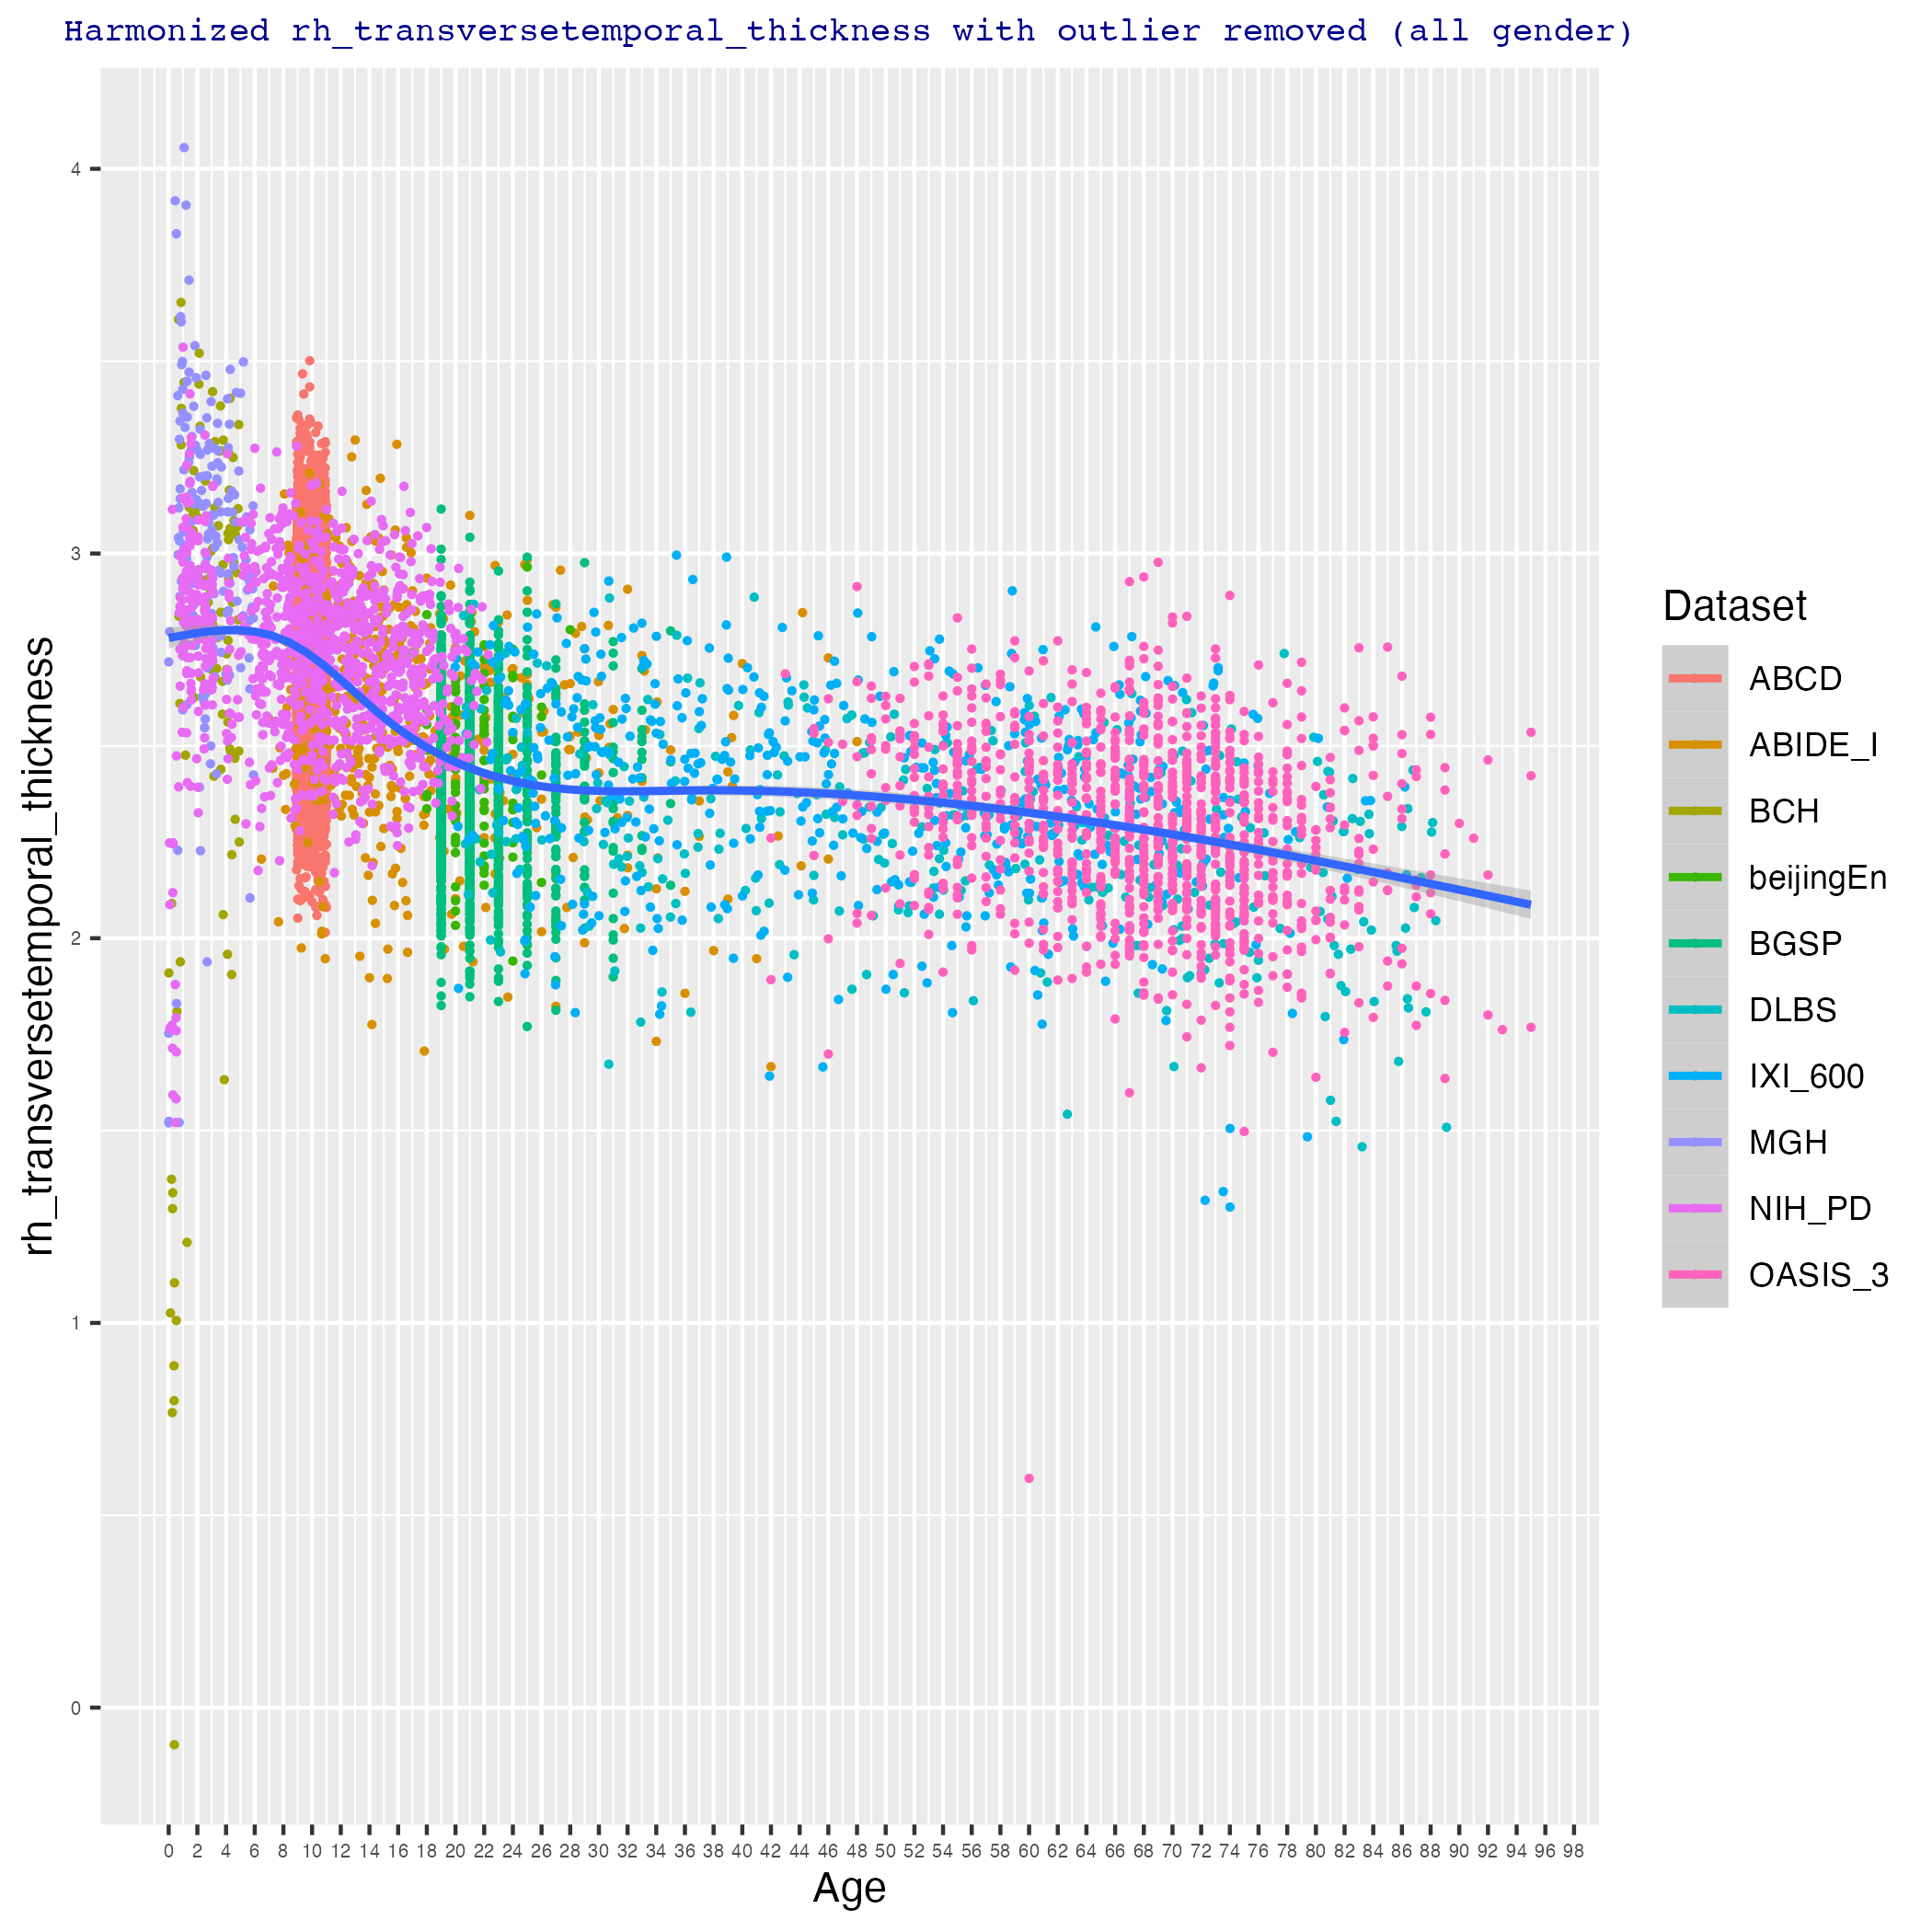 Harmonized rh_transversetemporal_thickness with outlier removed (all gender)
rh_transversetemporal_thickness
4
3
2
1
0
0 2 4 6 8 10 12 14 16 18 20 22 24 26 28 30 32 34 36 38 40 42 44 46 48 50 52 54 56 58 60 62 64 66 68 70 72 74 76 78 80 82 84 86 88 90 92 94 96 98
Age
Dataset
ABCD
ABIDE_I
BCH
beijingEn
BGSP
DLBS
IXI_600
MGH
NIH_PD
OASIS_3